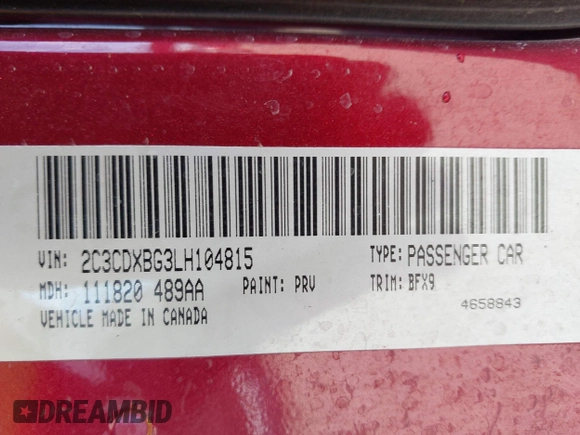 VIN: 2C3CDXBG3LH104815 TYPE: PASSENGER CAR
MDH: 111820 489AA PAINT: PRV TRIM: BFX9
VEHICLE MADE IN CANADA 4658843
DREAMBID